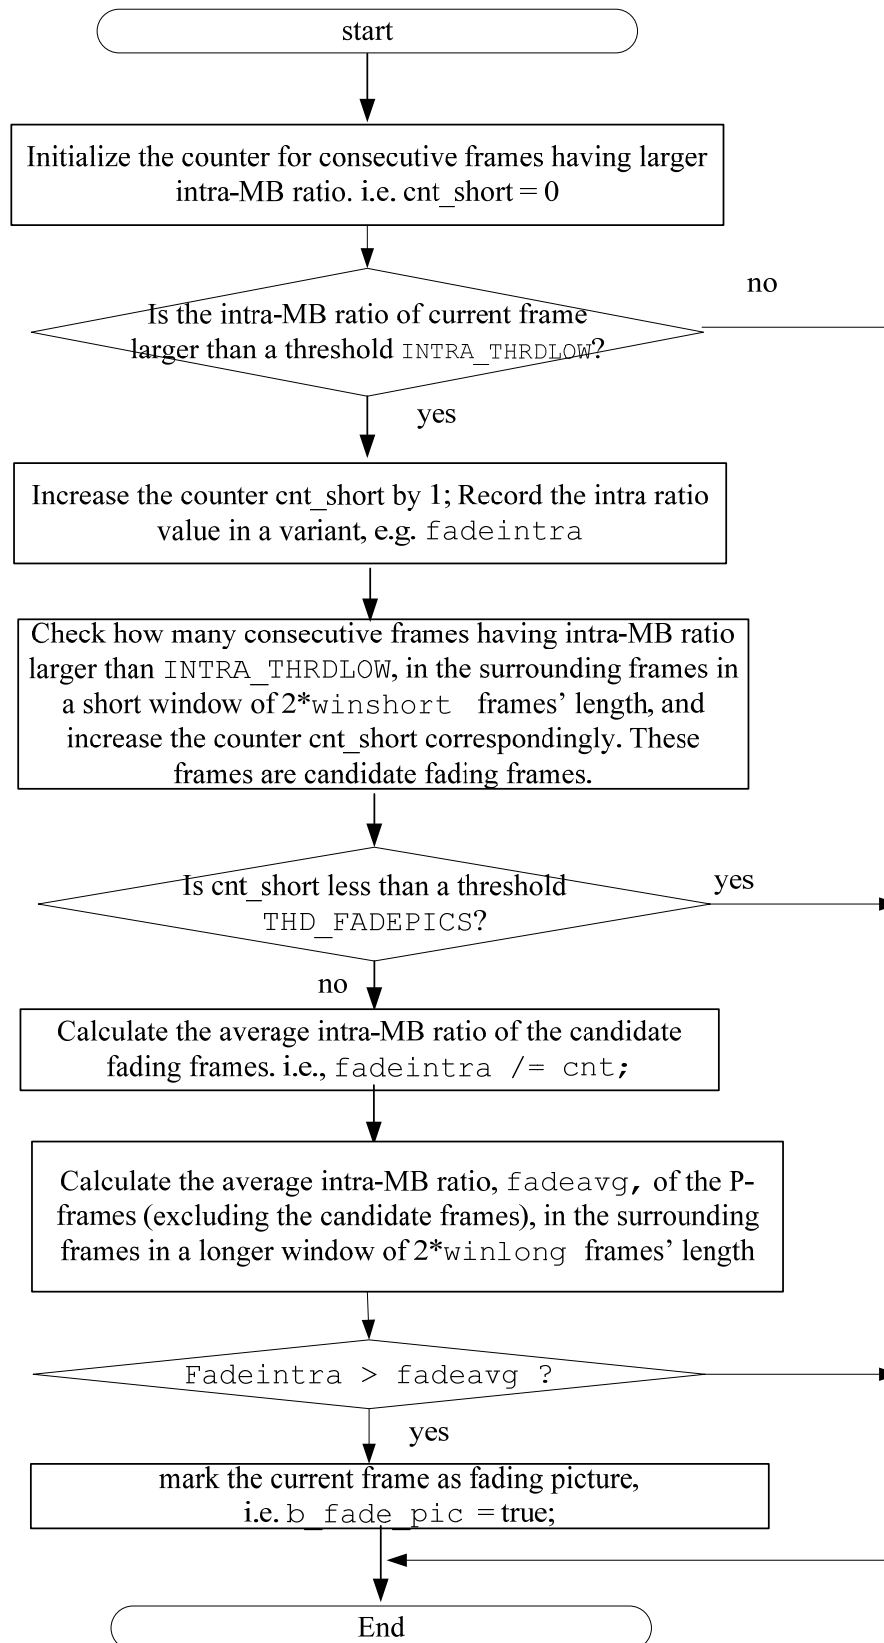 start
Initialize the counter for consecutive frames having larger
intra-MB ratio. i.e. cnt_short = 0
no
Is the intra-MB ratio of current frame
larger than a threshold INTRA_THRDLOW?
yes
Increase the counter cnt_short by 1; Record the intra ratio
value in a variant, e.g. fadeintra
Check how many consecutive frames having intra-MB ratio
larger than INTRA_THRDLOW, in the surrounding frames in
a short window of 2*winshort frames’ length, and
increase the counter cnt_short correspondingly. These
frames are candidate fading frames.
Is cnt_short less than a threshold
THD_FADEPICS?
yes
no
Calculate the average intra-MB ratio of the candidate
fading frames. i.e., fadeintra /= cnt;
Calculate the average intra-MB ratio, fadeavg, of the P-
frames (excluding the candidate frames), in the surrounding
frames in a longer window of 2*winlong frames’ length
Fadeintra > fadeavg ?
yes
mark the current frame as fading picture,
i.e. b_fade_pic = true;
End